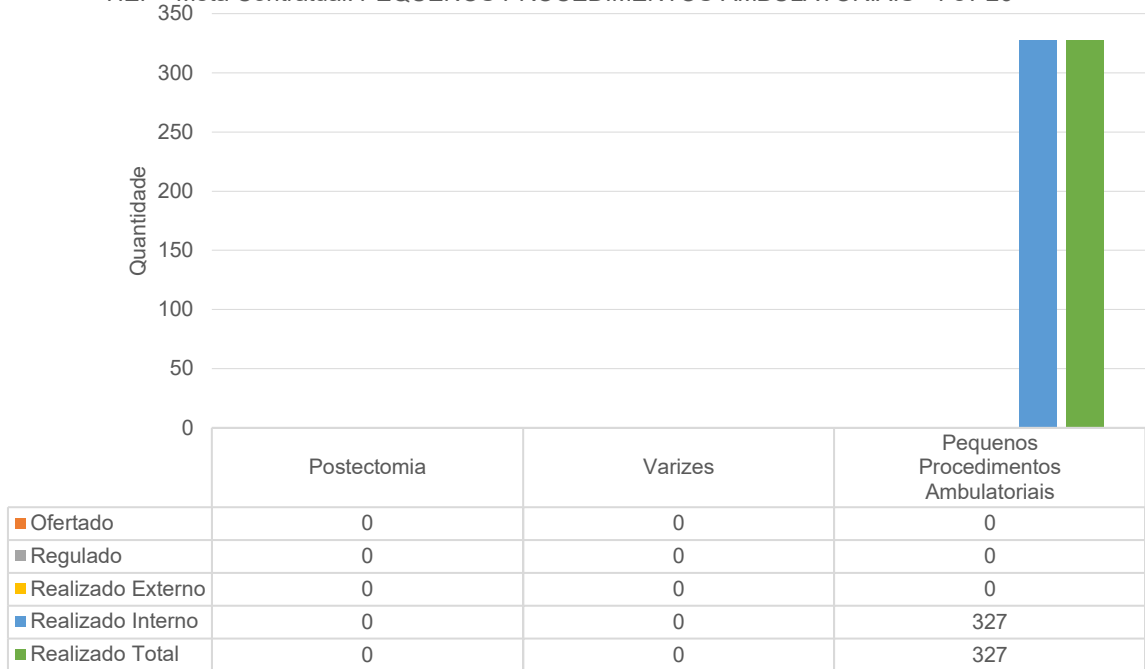 350
300
250
200
150
100
50
0
Quantidade
Postectomia Varizes Pequenos
Procedimentos
Ambulatoriais
Ofertado 0 0 0
Regulado 0 0 0
Realizado Externo 0 0 0
Realizado Interno 0 0 327
Realizado Total 0 0 327